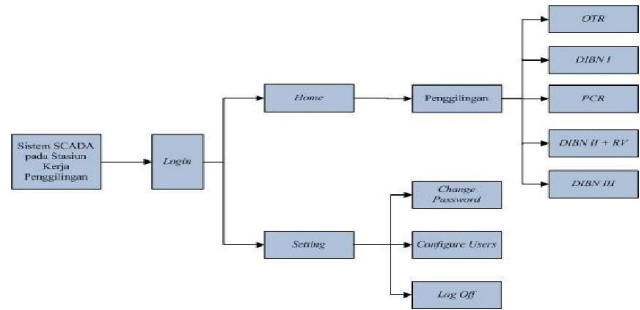 Sistem SCADA
pada Stasiun
Kerja
Penggilingan
Login
Home
Setting
Penggilingan
Change
Password
Configure Users
Log Off
OTR
DIBN I
PCR
DIBN II + RV
DIBN III